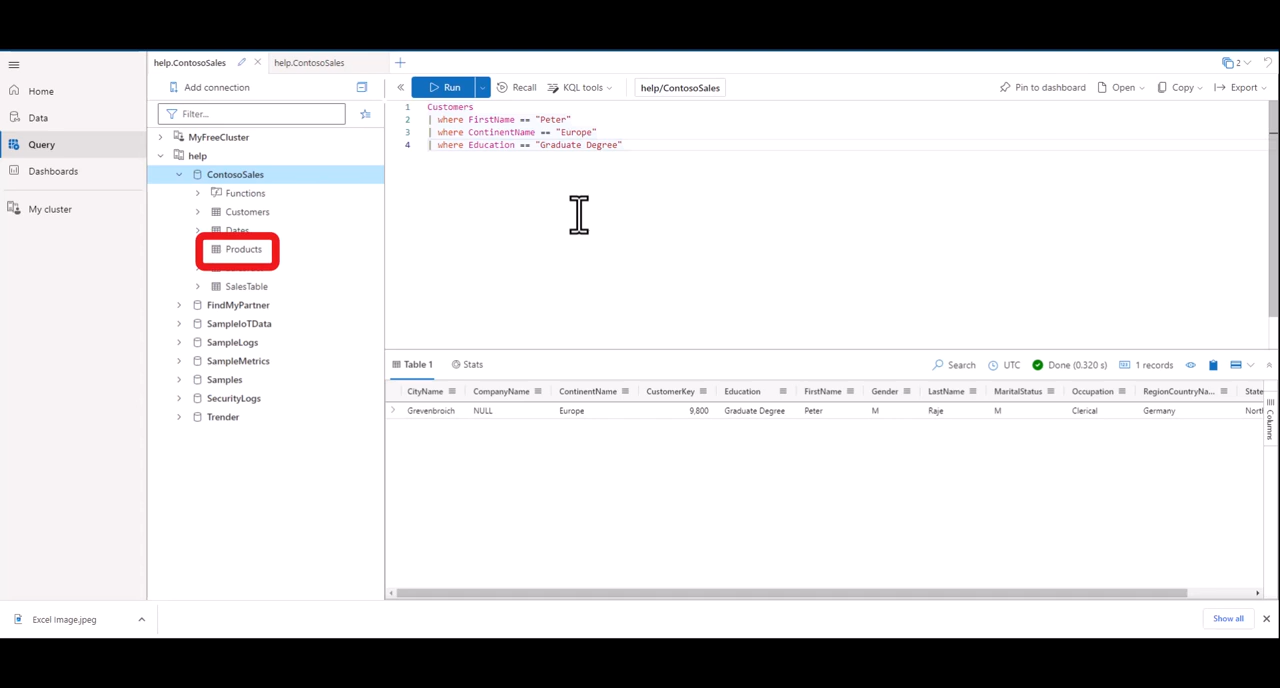 help.ContosoSales
help.ContosoSales
2
Home
Data
Query
Dashboards
My cluster
Add connection
Filter...
MyFreeCluster
help
ContosoSales
Functions
Customers
Dates
Products
SalesTable
FindMyPartner
SampleIoTData
SampleLogs
SampleMetrics
Samples
SecurityLogs
Trender
Run
Recall
KQL tools
help/ContosoSales
Pin to dashboard
Open
Copy
Export
1 Customers
2 | where FirstName == "Peter"
3 | where ContinentName == "Europe"
4 | where Education == "Graduate Degree"
Table 1
Stats
Search
UTC
Done (0.320 s)
1 records
CityName CompanyName ContinentName CustomerKey Education FirstName Gender LastName MaritalStatus Occupation RegionCountryNa... State
Grevenbroich NULL Europe 9,800 Graduate Degree Peter M Raje M Clerical Germany
Columns
Excel Image.jpeg
Show all